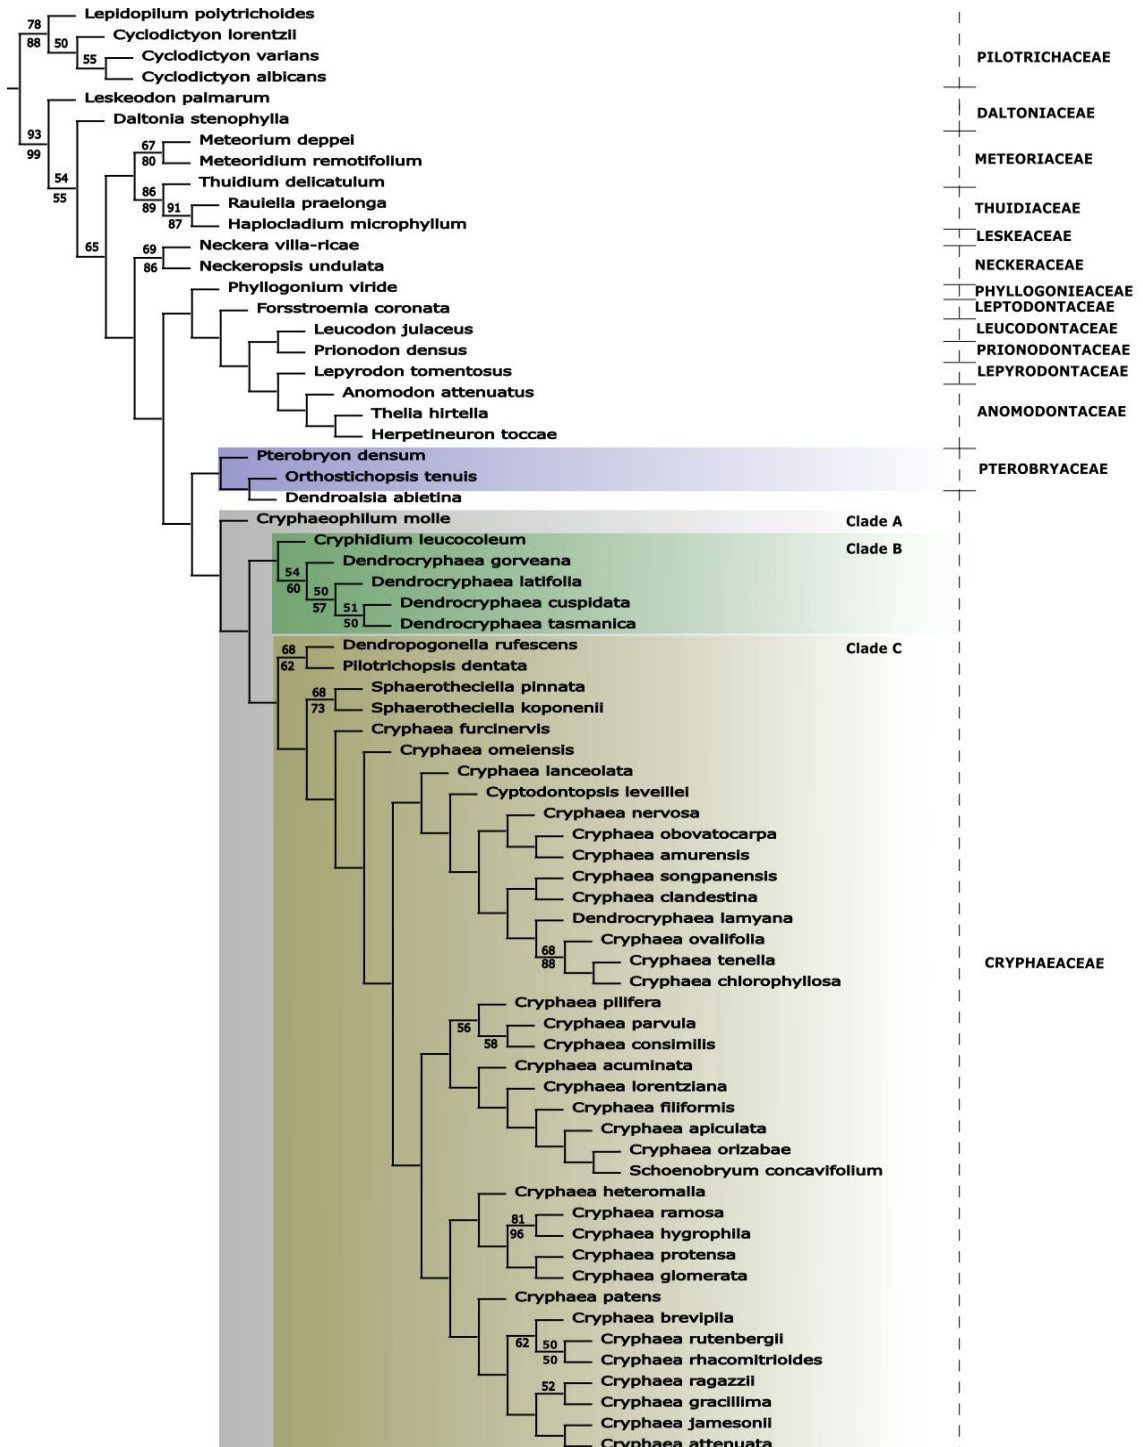 Lepidopilum polytrichoides
78
88
50
Cyclodictyon lorentzii
55
Cyclodictyon varians
Cyclodictyon albicans
PILOTRICHACEAE
Leskeodon palmarum
93
99
Daltonia stenophylla
DALTONIACEAE
54
55
67
80
Meteorium deppei
Meteoridium remotifolium
METEORIACEAE
86
89
Thuidium delicatulum
91
87
Rauiella praelonga
Haplocladium microphyllum
THUIDIACEAE
LESKEACEAE
65
69
86
Neckera villa-ricae
Neckeropsis undulata
NECKERACEAE
Phyllogonium viride
PHYLLOGONIEACEAE
Forsstroemia coronata
LEPTODONTACEAE
Leucodon julaceus
LEUCODONTACEAE
Prionodon densus
PRIONODONTACEAE
Lepyrodon tomentosus
LEPYRODONTACEAE
Anomodon attenuatus
Thelia hirtella
Herpetineuron toccae
ANOMODONTACEAE
Pterobryon densum
Orthostichopsis tenuis
PTEROBRYACEAE
Dendroalsia abietina
Cryphaeophilum molle
Clade A
Cryphidium leucocoleum
Clade B
54
60
Dendrocryphaea gorveana
50
57
Dendrocryphaea latifolia
51
50
Dendrocryphaea cuspidata
Dendrocryphaea tasmanica
68
62
Dendropogonella rufescens
Clade C
Pilotrichopsis dentata
68
73
Sphaerotheciella pinnata
Sphaerotheciella koponenii
Cryphaea furcinervis
Cryphaea omeiensis
Cryphaea lanceolata
Cyptodontopsis leveillei
Cryphaea nervosa
Cryphaea obovatocarpa
Cryphaea amurensis
Cryphaea songpanensis
Cryphaea clandestina
Dendrocryphaea lamyana
68
88
Cryphaea ovalifolia
Cryphaea tenella
Cryphaea chlorophyllosa
CRYPHAEACEAE
Cryphaea pilifera
56
Cryphaea parvula
58
Cryphaea consimilis
Cryphaea acuminata
Cryphaea lorentziana
Cryphaea filiformis
Cryphaea apiculata
Cryphaea orizabae
Schoenobryum concavifolium
Cryphaea heteromalla
81
96
Cryphaea ramosa
Cryphaea hygrophila
Cryphaea protensa
Cryphaea glomerata
Cryphaea patens
Cryphaea brevipila
62
50
50
Cryphaea rutenbergii
Cryphaea rhacomitrioides
52
Cryphaea ragazzii
Cryphaea gracillima
Cryphaea jamesonii
Cryphaea attenuata